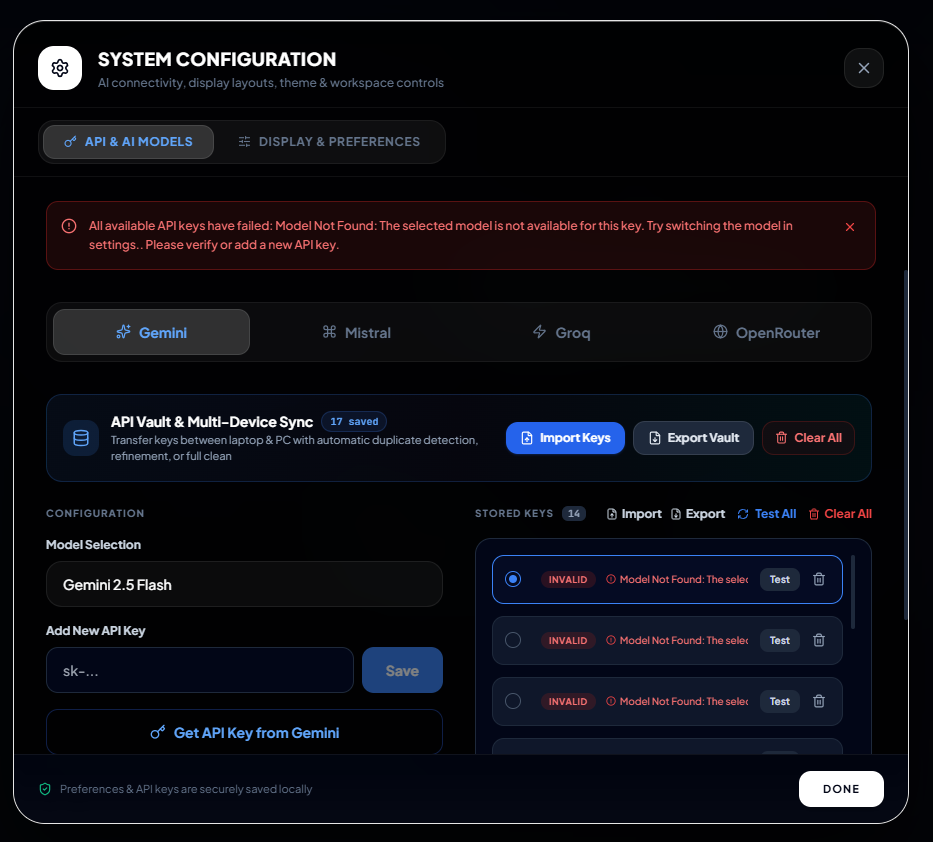 SYSTEM CONFIGURATION
AI connectivity, display layouts, theme & workspace controls
API & AI MODELS
DISPLAY & PREFERENCES
All available API keys have failed: Model Not Found: The selected model is not available for this key. Try switching the model in
settings.. Please verify or add a new API key.
Gemini
Mistral
Groq
OpenRouter
API Vault & Multi-Device Sync
17 saved
Transfer keys between laptop & PC with automatic duplicate detection,
refinement, or full clean
Import Keys
Export Vault
Clear All
CONFIGURATION
Model Selection
Gemini 2.5 Flash
Add New API Key
sk-...
Save
Get API Key from Gemini
STORED KEYS 14
Import
Export
Test All
Clear All
INVALID Model Not Found: The selec Test
INVALID Model Not Found: The selec Test
INVALID Model Not Found: The selec Test
Preferences & API keys are securely saved locally
DONE